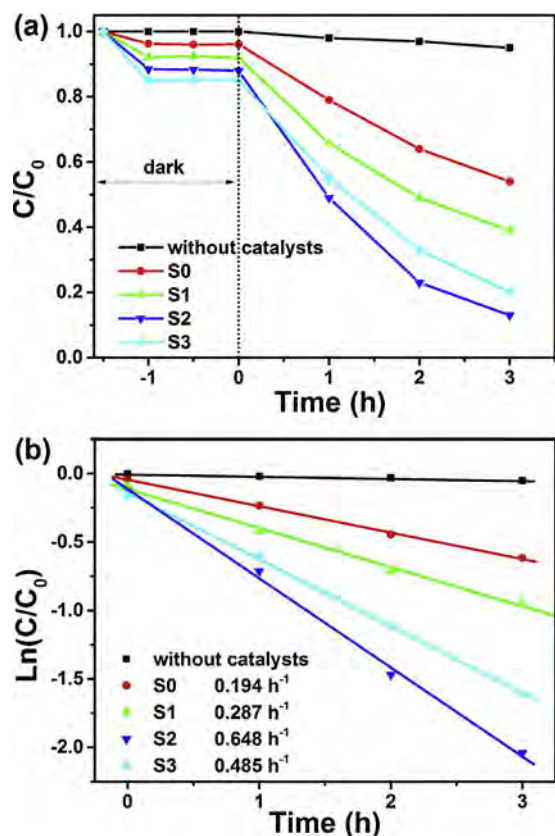 (a)
C/C₀
1.0
0.8
0.6
0.4
0.2
0.0
dark
without catalysts
S0
S1
S2
S3
-1 0 1 2 3
Time (h)
(b)
Ln(C/C₀)
0.0
-0.5
-1.0
-1.5
-2.0
without catalysts
S0 0.194 h⁻¹
S1 0.287 h⁻¹
S2 0.648 h⁻¹
S3 0.485 h⁻¹
0 1 2 3
Time (h)